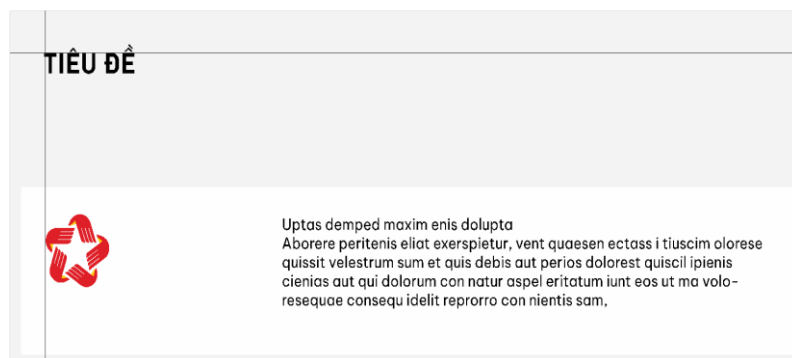 TIÊU ĐỀ
Uptas demped maxim enis dolupta
Aborere peritenis eliat exerspietur, vent quaesen ectass i tiuscim olorese
quissit velestrum sum et quis debis aut perios dolorest quiscil ipienis
cienias aut qui dolorum con natur aspel eritatum iunt eos ut ma volo-
resequae consequ idelit reprorro con nientis sam,